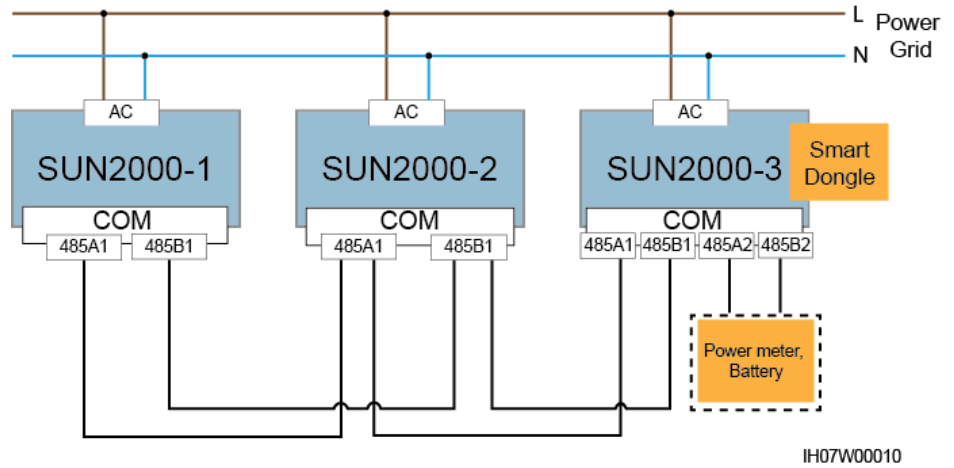 L Power
N Grid
AC
AC
AC
SUN2000-1
SUN2000-2
SUN2000-3
Smart
Dongle
COM
COM
COM
485A1
485B1
485A1
485B1
485A1
485B1
485A2
485B2
Power meter,
Battery
IH07W00010